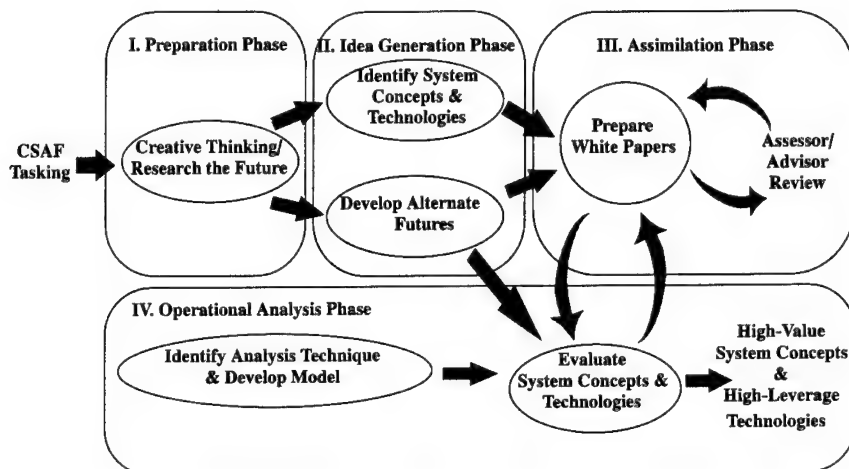 I. Preparation Phase
II. Idea Generation Phase
III. Assimilation Phase
CSAF
Tasking
Creative Thinking/
Research the Future
Identify System
Concepts &
Technologies
Develop Alternate
Futures
Prepare
White Papers
Assessor/
Advisor
Review
IV. Operational Analysis Phase
Identify Analysis Technique
& Develop Model
Evaluate
System Concepts &
Technologies
High-Value
System Concepts
&
High-Leverage
Technologies